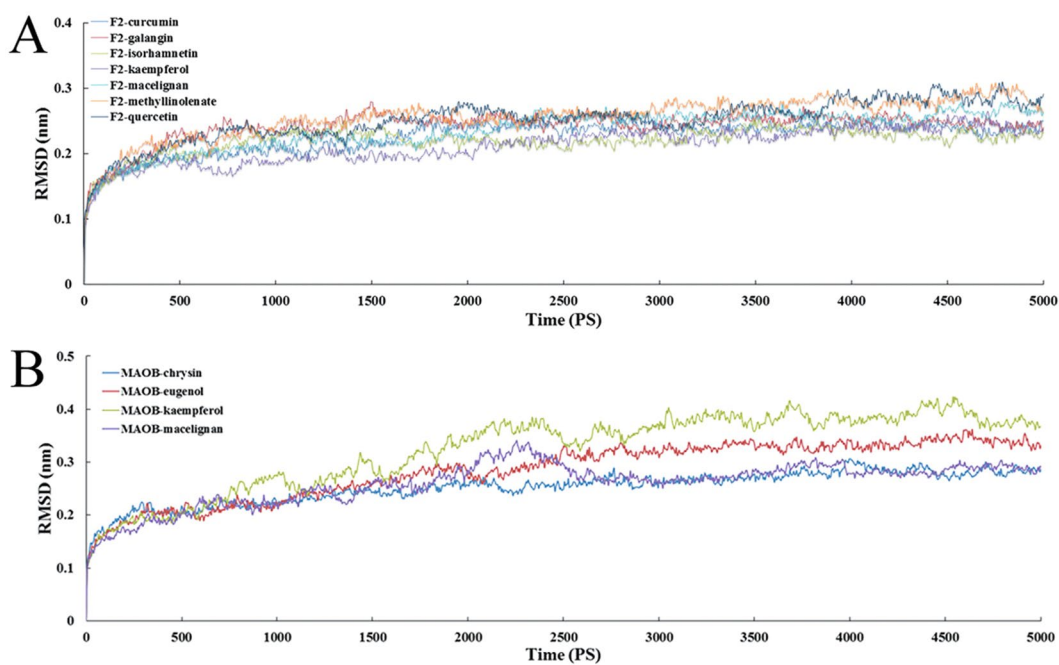 A
F2-curcumin
F2-galangin
F2-isorhamnetin
F2-kaempferol
F2-macelignan
F2-methyllinolenate
F2-quercetin
RMSD (nm)
0.4
0.3
0.2
0.1
0
0 500 1000 1500 2000 2500 3000 3500 4000 4500 5000
Time (PS)
B
MAOB-chrysin
MAOB-eugenol
MAOB-kaempferol
MAOB-macelignan
RMSD (nm)
0.5
0.4
0.3
0.2
0.1
0
0 500 1000 1500 2000 2500 3000 3500 4000 4500 5000
Time (PS)